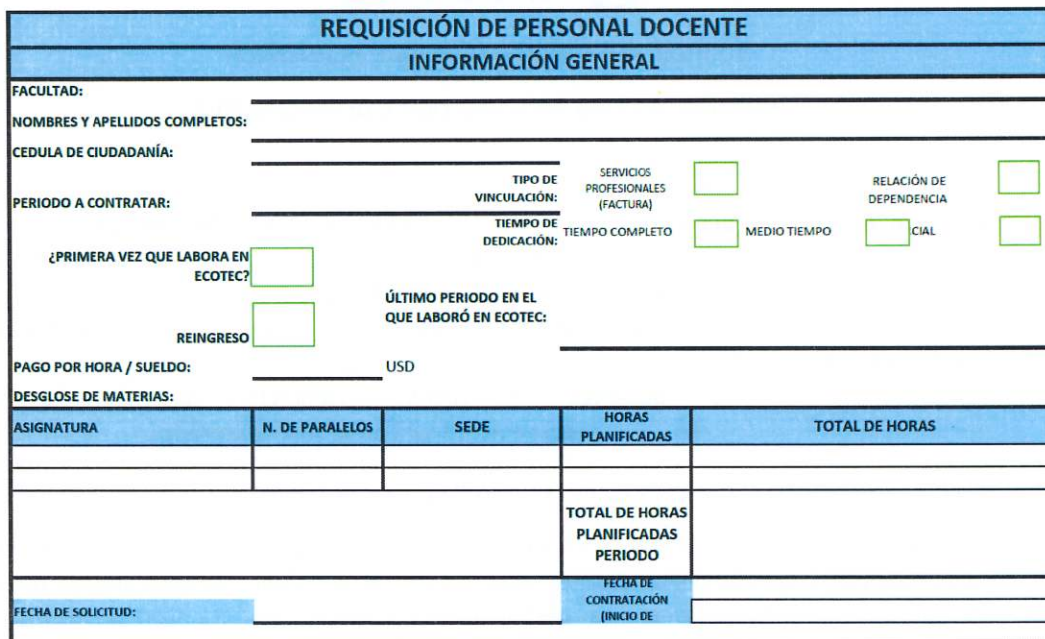 REQUISICIÓN DE PERSONAL DOCENTE
INFORMACIÓN GENERAL
FACULTAD:
NOMBRES Y APELLIDOS COMPLETOS:
CEDULA DE CIUDADANÍA:
PERIODO A CONTRATAR:
TIPO DE
VINCULACIÓN:
SERVICIOS
PROFESIONALES
(FACTURA)
RELACIÓN DE
DEPENDENCIA
TIEMPO DE
DEDICACIÓN:
TIEMPO COMPLETO
MEDIO TIEMPO
CIAL
¿PRIMERA VEZ QUE LABORA EN
ECOTEC?
REINGRESO
ÚLTIMO PERIODO EN EL
QUE LABORÓ EN ECOTEC:
PAGO POR HORA / SUELDO:
USD
DESGLOSE DE MATERIAS:
ASIGNATURA
N. DE PARALELOS
SEDE
HORAS
PLANIFICADAS
TOTAL DE HORAS
TOTAL DE HORAS
PLANIFICADAS
PERIODO
FECHA DE SOLICITUD:
FECHA DE
CONTRATACIÓN
(INICIO DE